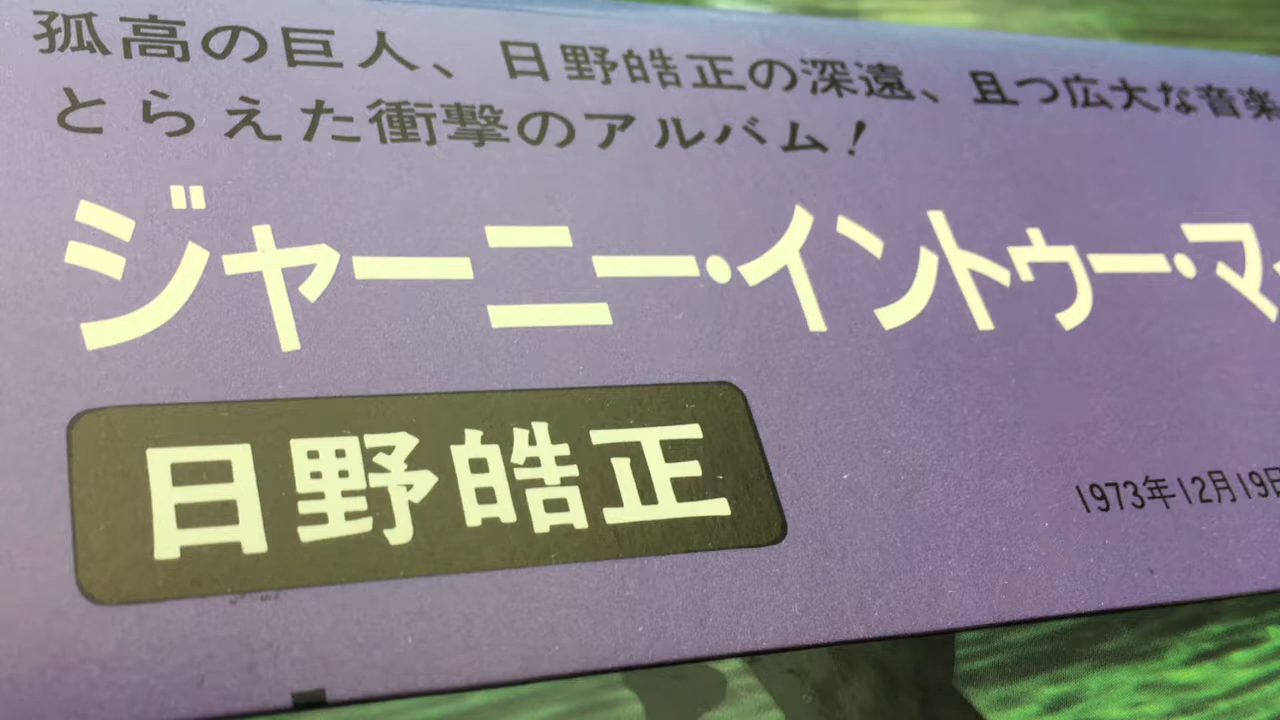 孤高の巨人、日野皓正の深遠、且つ広大な音楽
とらえた衝撃のアルバム!
ジャーニー・イントゥー・マ
日野皓正
1973年12月19日